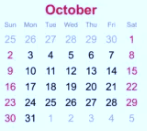 October
Sun Mon Tue Wed Thu Fri Sat
25 26 27 28 29 30 1
2 3 4 5 6 7 8
9 10 11 12 13 14 15
16 17 18 19 20 21 22
23 24 25 26 27 28 29
30 31 1 2 3 4 5